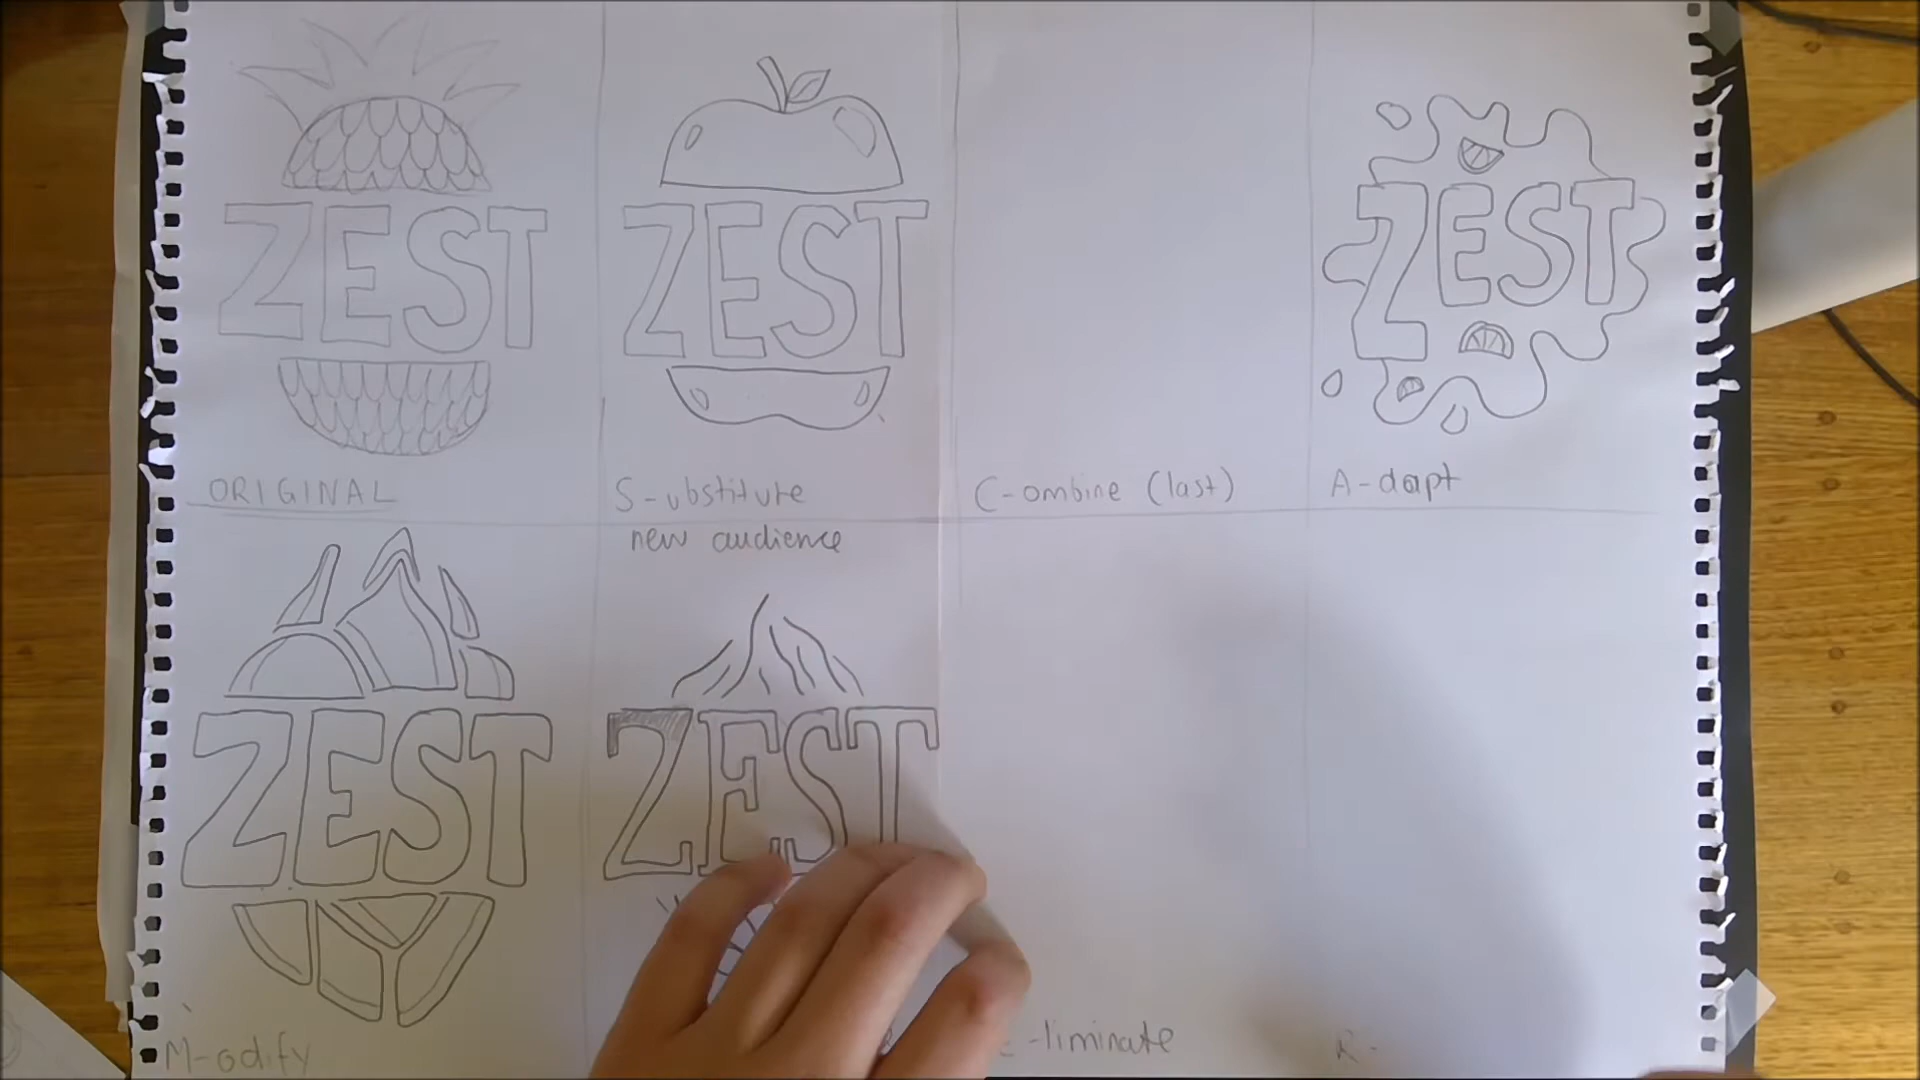 ZEST
ZEST
ZEST
ORIGINAL
S-ubstitute
C-ombine (last)
A-dapt
new audience
ZEST
ZEST
M-odify
-liminate
R-